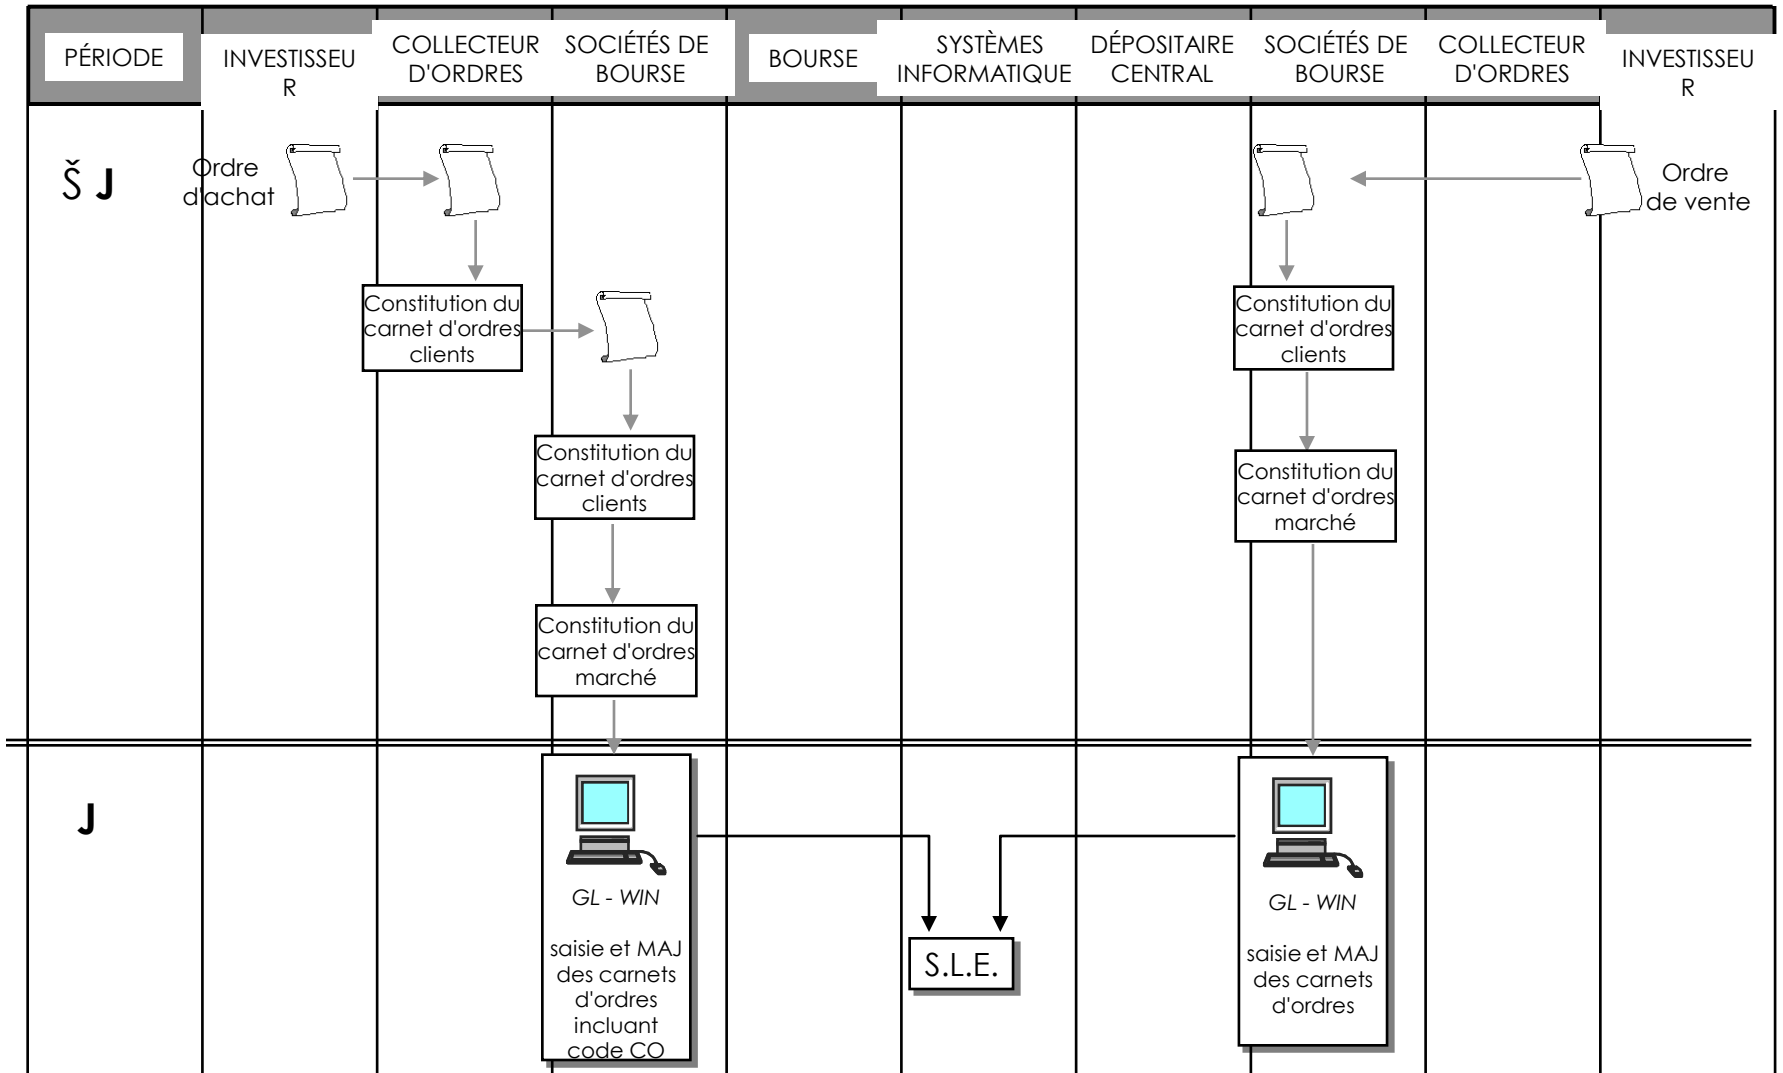 PÉRIODE
INVESTISSEU
R
COLLECTEUR
D'ORDRES
SOCIÉTÉS DE
BOURSE
BOURSE
SYSTÈMES
INFORMATIQUE
DÉPOSITAIRE
CENTRAL
SOCIÉTÉS DE
BOURSE
COLLECTEUR
D'ORDRES
INVESTISSEU
R
Š J
Ordre
d'achat
Ordre
de vente
Constitution du
carnet d'ordres
clients
Constitution du
carnet d'ordres
clients
Constitution du
carnet d'ordres
clients
Constitution du
carnet d'ordres
marché
Constitution du
carnet d'ordres
marché
J
GL - WIN
saisie et MAJ
des carnets
d'ordres
incluant
code CO
S.L.E.
GL - WIN
saisie et MAJ
des carnets
d'ordres